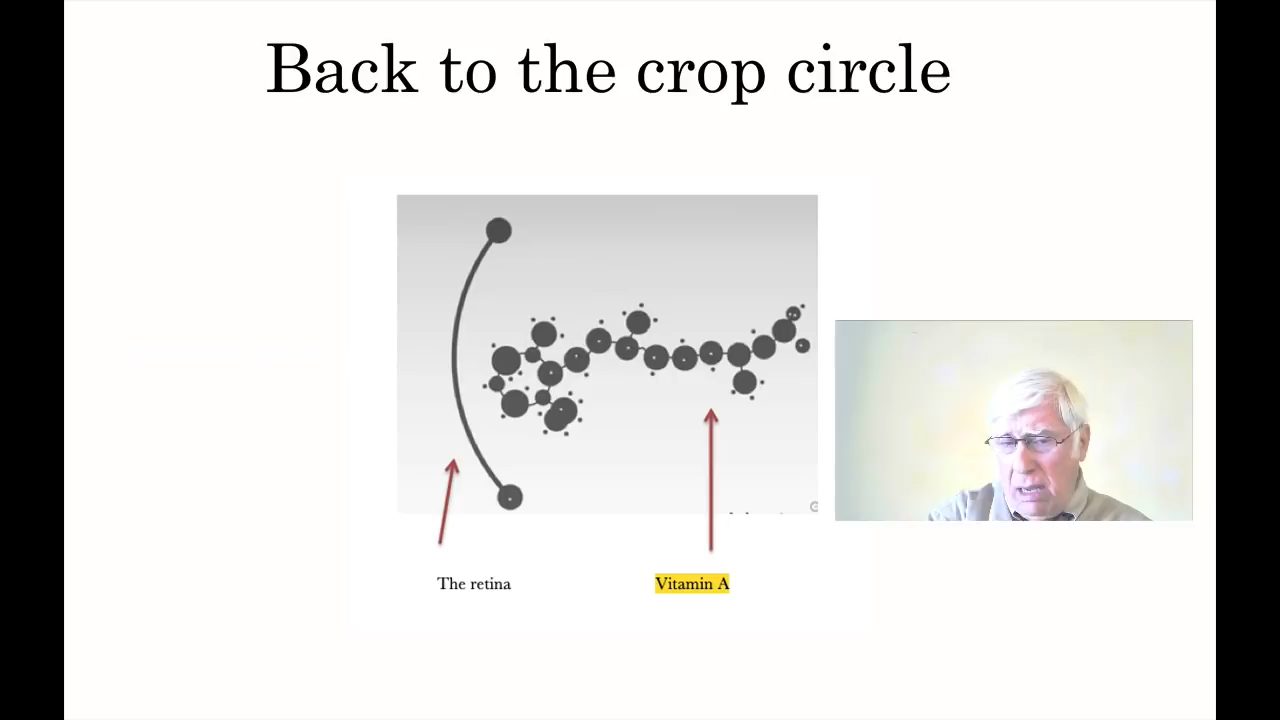 Back to the crop circle
The retina
Vitamin A